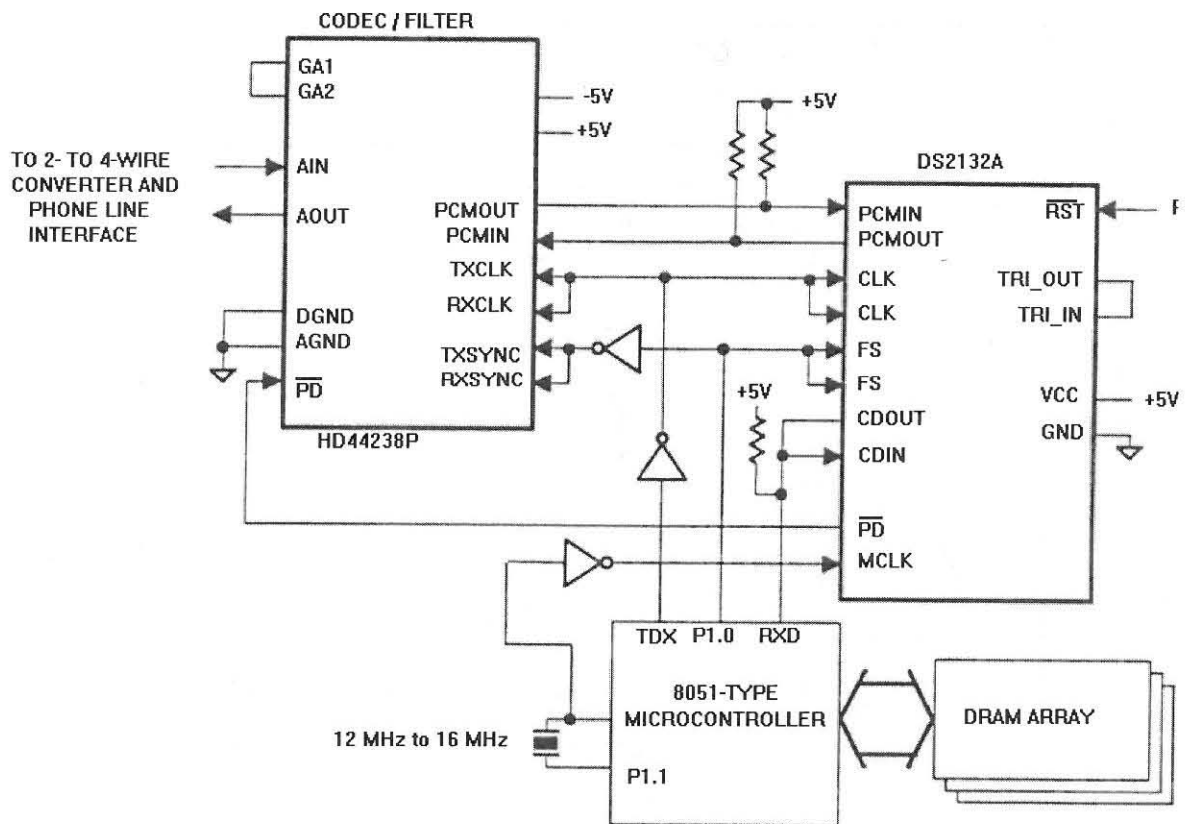 CODEC / FILTER
GA1
GA2
-5V
+5V
TO 2- TO 4-WIRE
CONVERTER AND
PHONE LINE
INTERFACE
AIN
AOUT
PCMOUT
PCMIN
TXCLK
RXCLK
TXSYNC
RXSYNC
DGND
AGND
PD
HD44238P
+5V
DS2132A
PCMIN
PCMOUT
CLK
CLK
FS
FS
CDOUT
CDIN
PD
MCLK
RST
TRI_OUT
TRI_IN
VCC
+5V
GND
+5V
TDX P1.0 RXD
8051-TYPE
MICROCONTROLLER
P1.1
12 MHz to 16 MHz
DRAM ARRAY